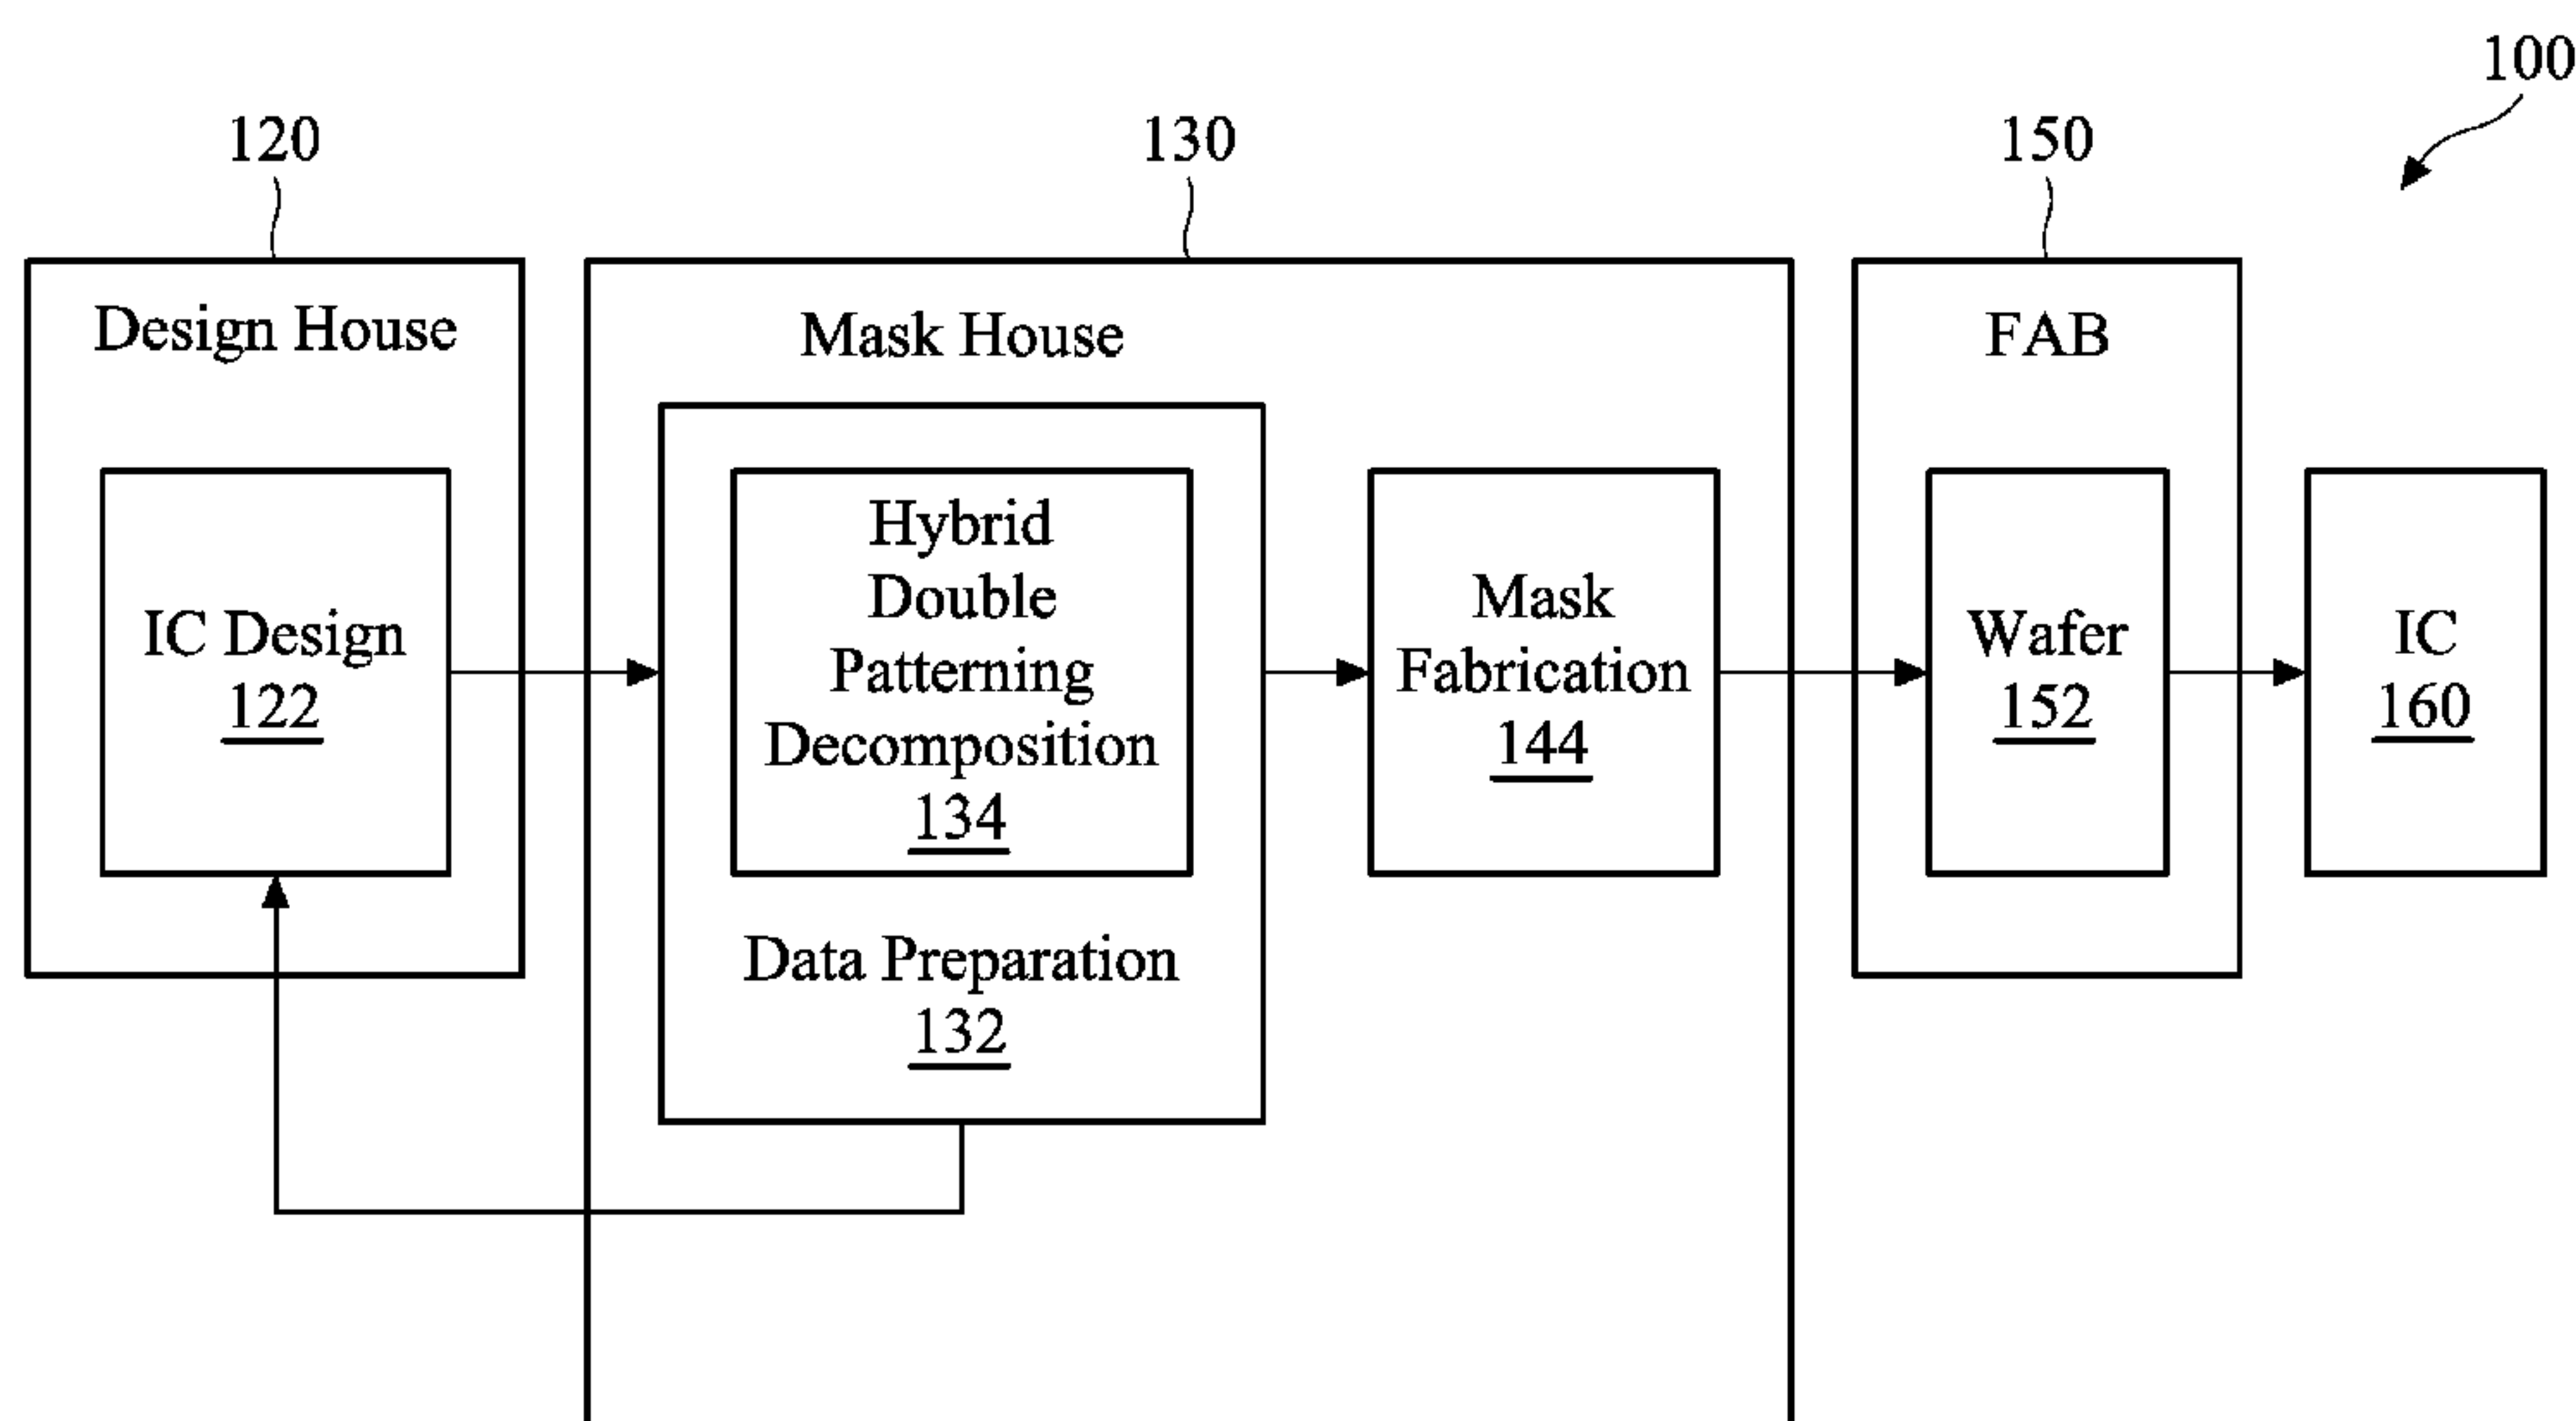 100
120
130
150
Design House
Mask House
FAB
IC Design
122
Hybrid
Double
Patterning
Decomposition
134
Data Preparation
132
Mask
Fabrication
144
Wafer
152
IC
160